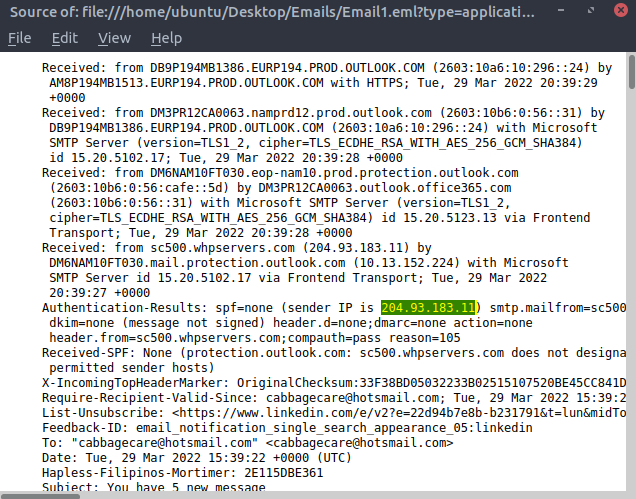 Source of: file:///home/ubuntu/Desktop/Emails/Email1.eml?type=applicati...
File Edit View Help
Received: from DB9P194MB1386.EURP194.PROD.OUTLOOK.COM (2603:10a6:10:296::24) by
AM8P194MB1513.EURP194.PROD.OUTLOOK.COM with HTTPS; Tue, 29 Mar 2022 20:39:29
+0000
Received: from DM3PR12CA0063.namprd12.prod.outlook.com (2603:10b6:0:56::31) by
DB9P194MB1386.EURP194.PROD.OUTLOOK.COM (2603:10a6:10:296::24) with Microsoft
SMTP Server (version=TLS1_2, cipher=TLS_ECDHE_RSA_WITH_AES_256_GCM_SHA384)
id 15.20.5102.17; Tue, 29 Mar 2022 20:39:28 +0000
Received: from DM6NAM10FT030.eop-nam10.prod.protection.outlook.com
(2603:10b6:0:56:cafe::5d) by DM3PR12CA0063.outlook.office365.com
(2603:10b6:0:56::31) with Microsoft SMTP Server (version=TLS1_2,
cipher=TLS_ECDHE_RSA_WITH_AES_256_GCM_SHA384) id 15.20.5123.13 via Frontend
Transport; Tue, 29 Mar 2022 20:39:28 +0000
Received: from sc500.whpservers.com (204.93.183.11) by
DM6NAM10FT030.mail.protection.outlook.com (10.13.152.224) with Microsoft
SMTP Server id 15.20.5102.17 via Frontend Transport; Tue, 29 Mar 2022
20:39:27 +0000
Authentication-Results: spf=none (sender IP is 204.93.183.11) smtp.mailfrom=sc500
dkim=none (message not signed) header.d=none;dmarc=none action=none
header.from=sc500.whpservers.com;compauth=pass reason=105
Received-SPF: None (protection.outlook.com: sc500.whpservers.com does not designa
permitted sender hosts)
X-IncomingTopHeaderMarker: OriginalChecksum:33F38BD05032233B02515107520BE45CC841D
Require-Recipient-Valid-Since: cabbagecare@hotsmail.com; Tue, 29 Mar 2022 15:39:2
List-Unsubscribe: <https://www.linkedin.com/e/v2?e=22d94b7e8b-b231791&t=lun&midTo
Feedback-ID: email_notification_single_search_appearance_05:linkedin
To: "cabbagecare@hotsmail.com" <cabbagecare@hotsmail.com>
Date: Tue, 29 Mar 2022 15:39:22 +0000 (UTC)
Hapless-Filipinos-Mortimer: 2E115DBE361
Subject: You have 5 new message